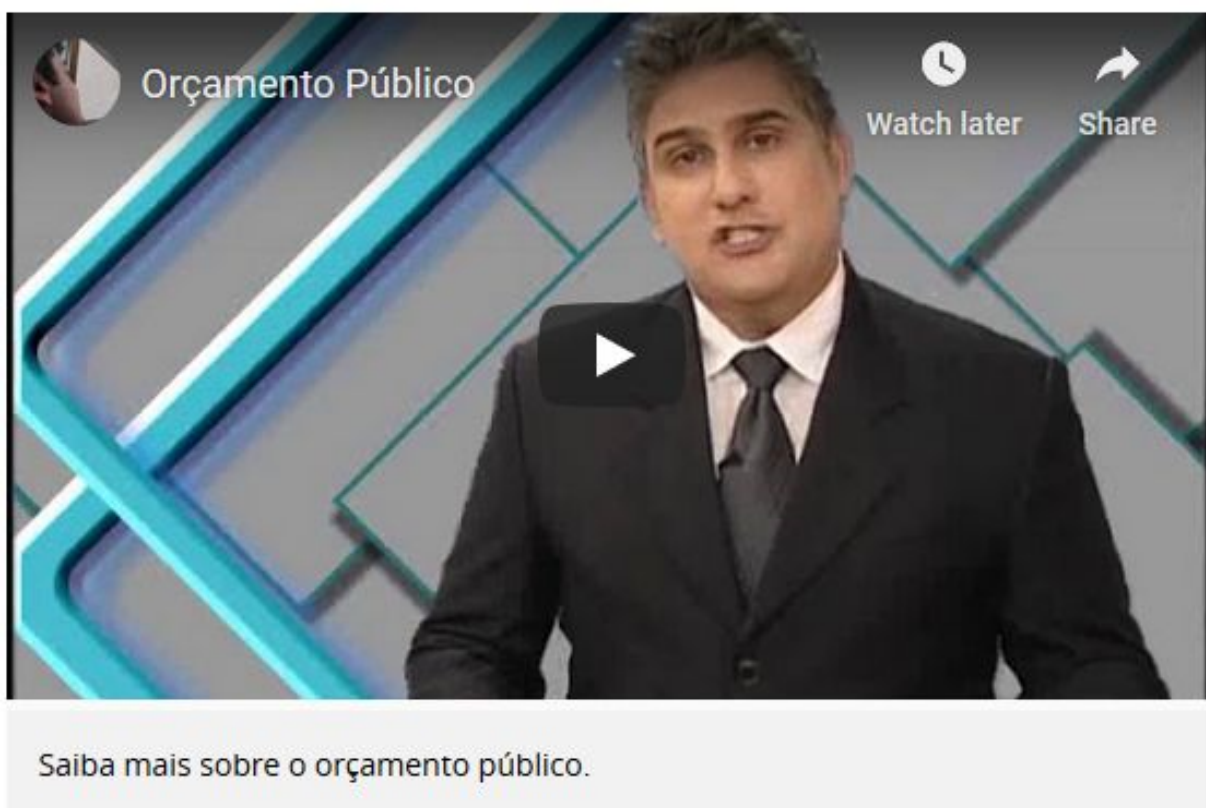 Orçamento Público
Watch later Share
Saiba mais sobre o orçamento público.